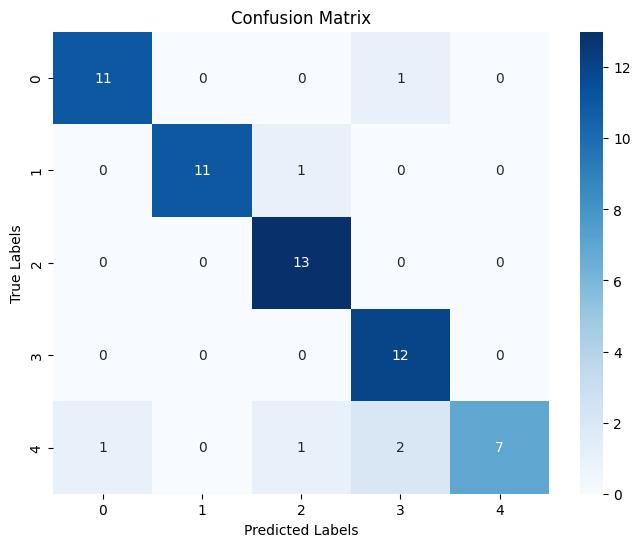 Confusion Matrix
True Labels
0 11 0 0 1 0
1 0 11 1 0 0
2 0 0 13 0 0
3 0 0 0 12 0
4 1 0 1 2 7
0 1 2 3 4
Predicted Labels
12
10
8
6
4
2
0